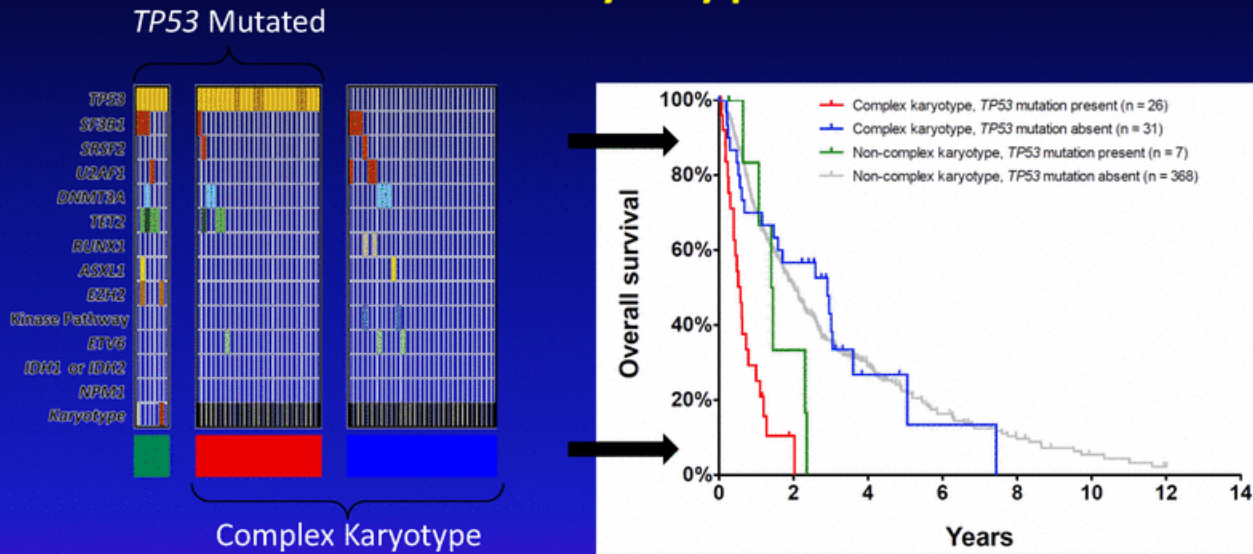 TP53 Mutated
TP53
SF3B1
SRSF2
U2AF1
DNMT3A
TET2
RUNX1
ASXL1
EZH2
Kinase Pathway
ETV6
IDH1 or IDH2
NPM1
Karyotype
Complex Karyotype
Overall survival
100%
80%
60%
40%
20%
0%
Complex karyotype, TP53 mutation present (n = 26)
Complex karyotype, TP53 mutation absent (n = 31)
Non-complex karyotype, TP53 mutation present (n = 7)
Non-complex karyotype, TP53 mutation absent (n = 368)
0 2 4 6 8 10 12 14
Years